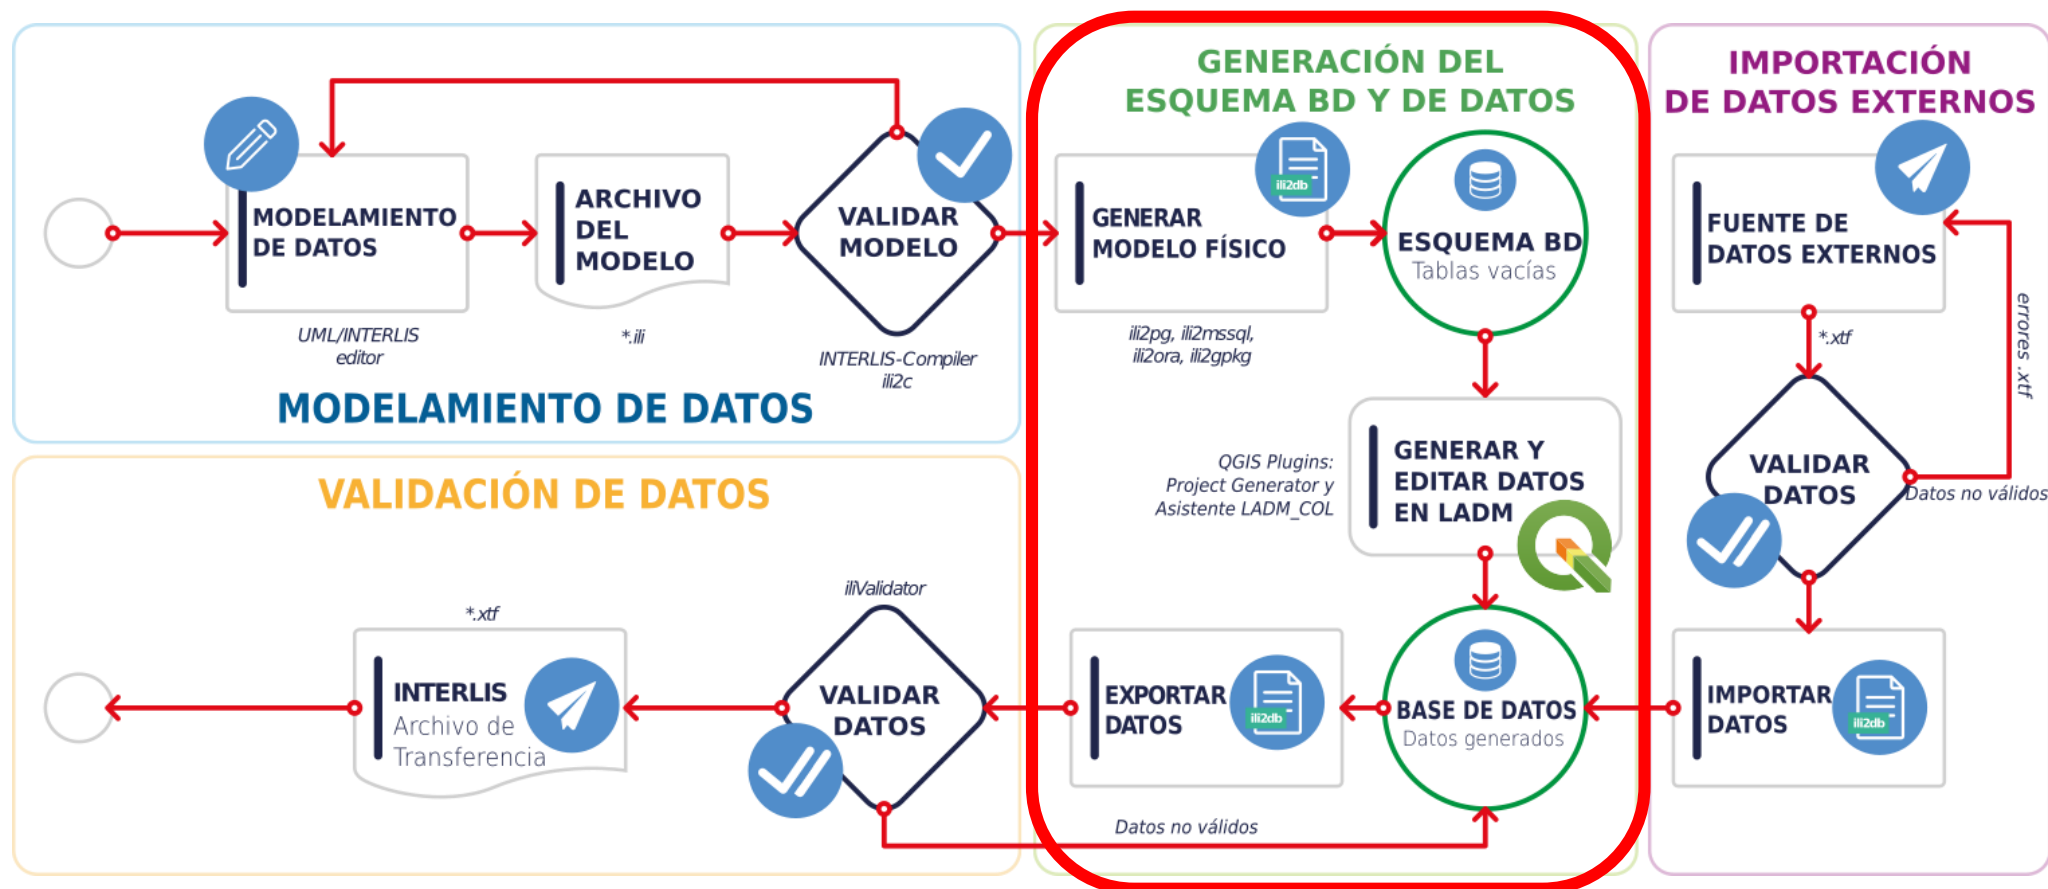 MODELAMIENTO
DE DATOS
UML/INTERLIS
editor
ARCHIVO
DEL
MODELO
*.ili
VALIDAR
MODELO
INTERLIS-Compiler
ili2c
MODELAMIENTO DE DATOS
GENERACIÓN DEL
ESQUEMA BD Y DE DATOS
GENERAR
MODELO FÍSICO
ili2db
ili2pg, ili2mssql,
ili2ora, ili2gpkg
ESQUEMA BD
Tablas vacías
QGIS Plugins:
Project Generator y
Asistente LADM_COL
GENERAR Y
EDITAR DATOS
EN LADM
BASE DE DATOS
Datos generados
EXPORTAR
DATOS
ili2db
Datos no válidos
IMPORTACIÓN
DE DATOS EXTERNOS
FUENTE DE
DATOS EXTERNOS
*.xtf
errores .xtf
VALIDAR
DATOS
Datos no válidos
IMPORTAR
DATOS
ili2db
VALIDACIÓN DE DATOS
iliValidator
VALIDAR
DATOS
*.xtf
INTERLIS
Archivo de
Transferencia